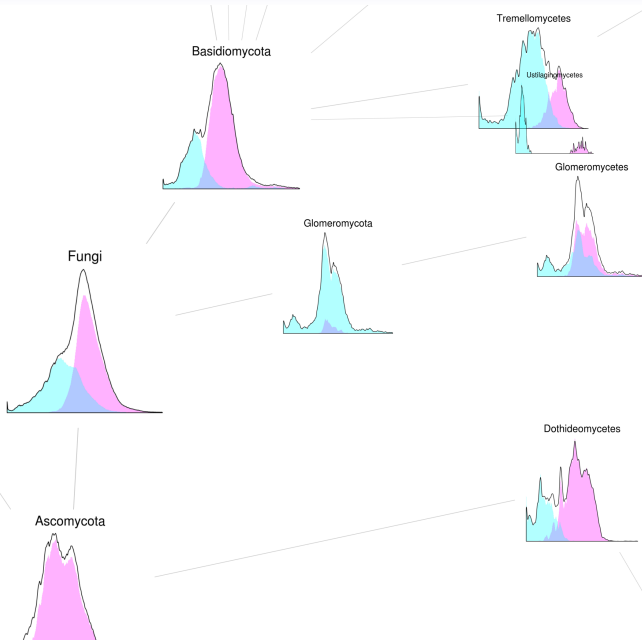 Tremellomycetes
Basidiomycota
Ustilaginomycetes
Glomeromycetes
Glomeromycota
Fungi
Dothideomycetes
Ascomycota